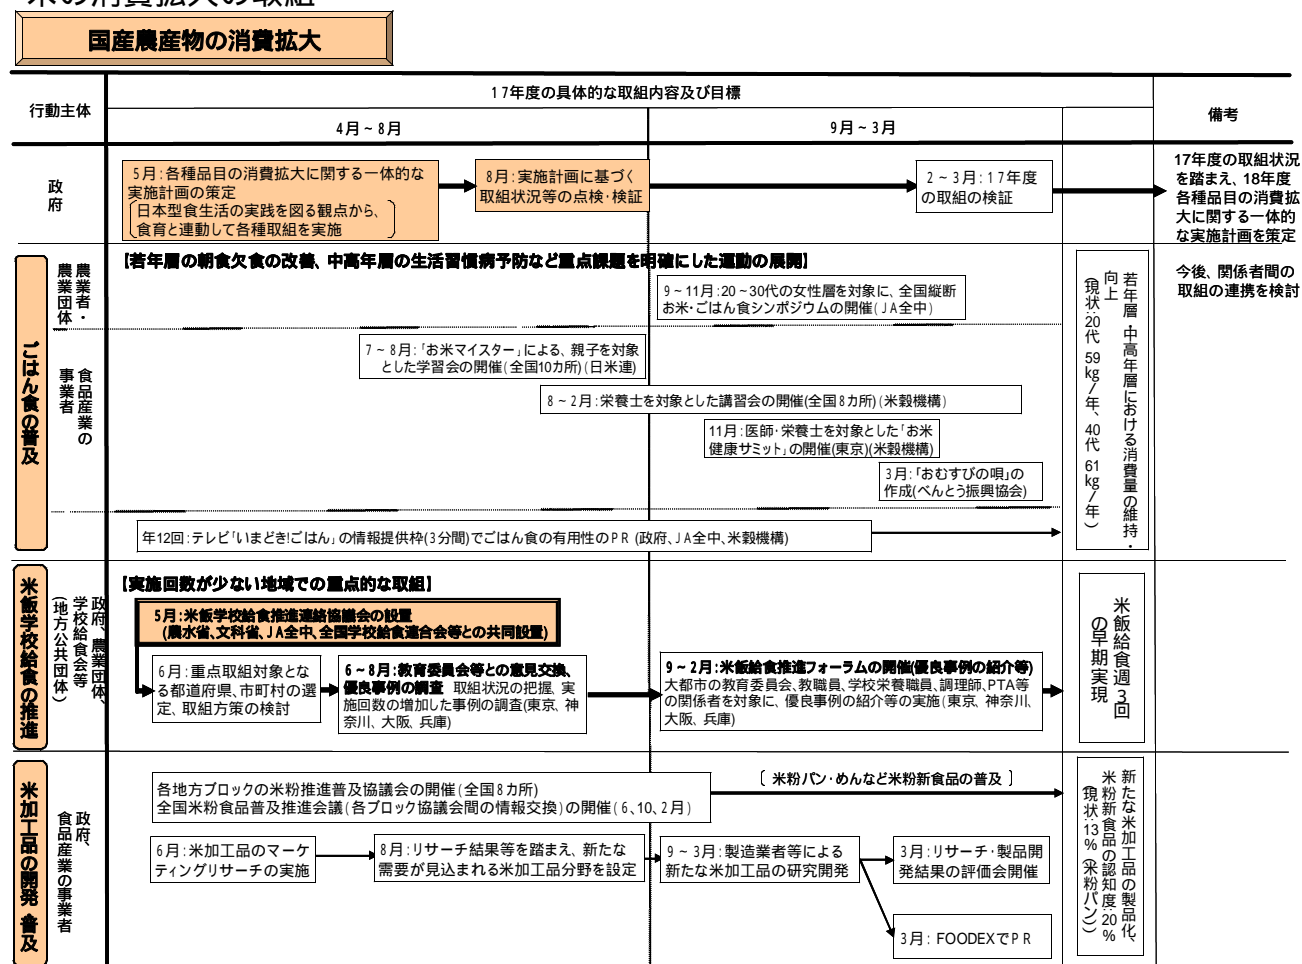 米の消費拡大の取組
国産農産物の消費拡大
行動主体
17年度の具体的な取組内容及び目標
4月~8月
9月~3月
備考
政府
5月:各種品目の消費拡大に関する一体的な
実施計画の策定
日本型食生活の実践を図る観点から、
食育と連動して各種取組を実施
8月:実施計画に基づく
取組状況等の点検・検証
2~3月:17年度
の取組の検証
17年度の取組状況
を踏まえ、18年度
各種品目の消費拡
大に関する一体的
な実施計画を策定
今後、関係者間の
取組の連携を検討
ごはん食の普及
農業者・
農業団体
【若年層の朝食欠食の改善、中高年層の生活習慣病予防など重点課題を明確にした運動の展開】
9~11月:20~30代の女性層を対象に、全国縦断
お米・ごはん食シンポジウムの開催(JA全中)
食品産業の
事業者
7~8月:「お米マイスター」による、親子を対象
とした学習会の開催(全国10カ所)(日米連)
8~2月:栄養士を対象とした講習会の開催(全国8カ所)(米穀機構)
11月:医師・栄養士を対象とした「お米
健康サミット」の開催(東京)(米穀機構)
3月:「おむすびの唄」の
作成(べんとう振興協会)
年12回:テレビ「いまどき!ごはん」の情報提供枠(3分間)でごはん食の有用性のPR(政府、JA全中、米穀機構)
若年層・中高年層における消費量の維持・
向上
(現状:20代 59kg/年、40代 61kg/年)
米飯学校給食の推進
政府、農業団体、
学校給食会等
(地方公共団体)
【実施回数が少ない地域での重点的な取組】
5月:米飯学校給食推進連絡協議会の設置
(農水省、文科省、JA全中、全国学校給食連合会等との共同設置)
6月:重点取組対象とな
る都道府県、市町村の選
定、取組方策の検討
6~8月:教育委員会等との意見交換、
優良事例の調査 取組状況の把握、実
施回数の増加した事例の調査(東京、神
奈川、大阪、兵庫)
9~2月:米飯給食推進フォーラムの開催(優良事例の紹介等)
大都市の教育委員会、教職員、学校栄養職員、調理師、PTA等
の関係者を対象に、優良事例の紹介等の実施(東京、神奈川、
大阪、兵庫)
米飯給食週3回
の早期実現
米加工品の開発・普及
政府、
食品産業の事業者
各地方ブロックの米粉推進普及協議会の開催(全国8カ所)
全国米粉食品普及推進会議(各ブロック協議会間の情報交換)の開催(6、10、2月)
〔米粉パン・めんなど米粉新食品の普及〕
6月:米加工品のマーケ
ティングリサーチの実施
8月:リサーチ結果等を踏まえ、新たな
需要が見込まれる米加工品分野を設定
9~3月:製造業者等による
新たな米加工品の研究開発
3月:リサーチ・製品開
発結果の評価会開催
3月:FOODEXでPR
新たな米加工品の製品化、
米粉新食品の認知度:20%
(現状:13%(米粉パン))